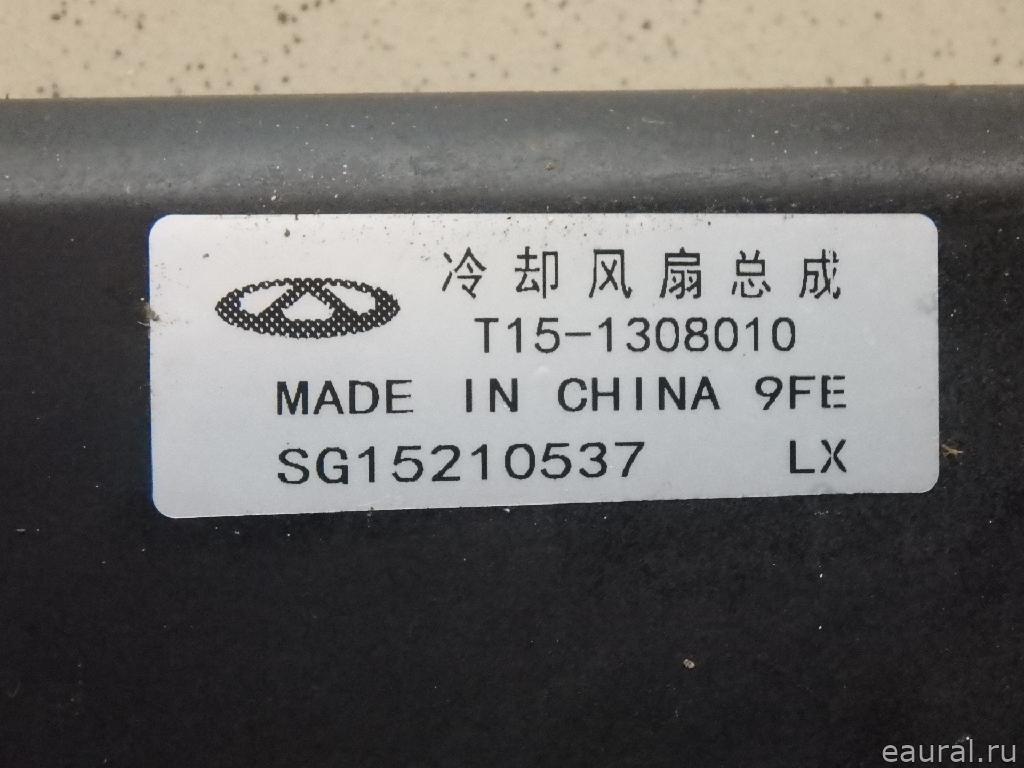 冷却风扇总成
T15-1308010
MADE IN CHINA 9FE
SG15210537 LX
eaural.ru